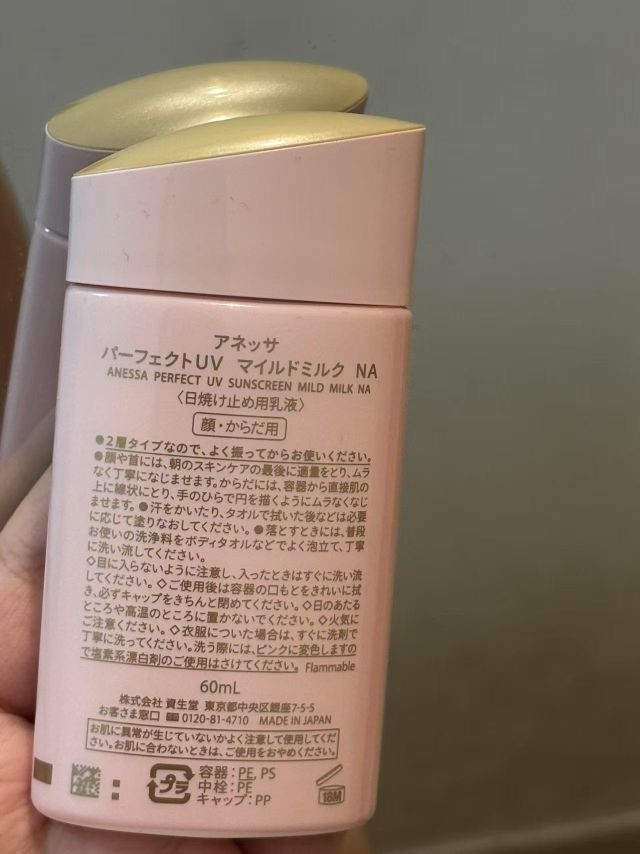 アネッサ
パーフェクトUV マイルドミルク NA
ANESSA PERFECT UV SUNSCREEN MILD MILK NA
〈日焼け止め用乳液〉
顔・からだ用
●2層タイプなので、よく振ってからお使いください。
●顔や首には、朝のスキンケアの最後に適量をとり、ムラ
なく丁寧になじませます。からだには、容器から直接肌の
上に線状にとり、手のひらで円を描くようにムラなくなじ
ませます。●汗をかいたり、タオルで拭いた後などは必要
に応じて塗りなおしてください。●落とすときには、普段
お使いの洗浄料をボディタオルなどでよく泡立て、丁寧
に洗い流してください。
◇目に入らないように注意し、入ったときはすぐに洗い流
してください。◇ご使用後は容器の口もとをきれいに拭
き、必ずキャップをきちんと閉めてください。◇日のあたる
ところや高温のところに置かないでください。◇火気に
ご注意ください。◇衣服についた場合は、すぐに洗剤で
丁寧に洗ってください。洗う際には、ピンクに変色しますの
で塩素系漂白剤のご使用はさけてください。 Flammable
60mL
株式会社 資生堂 東京都中央区銀座7-5-5
お客さま窓口 0120-81-4710 MADE IN JAPAN
お肌に異常が生じていないかよく注意して使用してくだ
さい。お肌に合わないときは、ご使用をおやめください。
プラ
容器:PE, PS
中栓:PE
キャップ:PP
18M